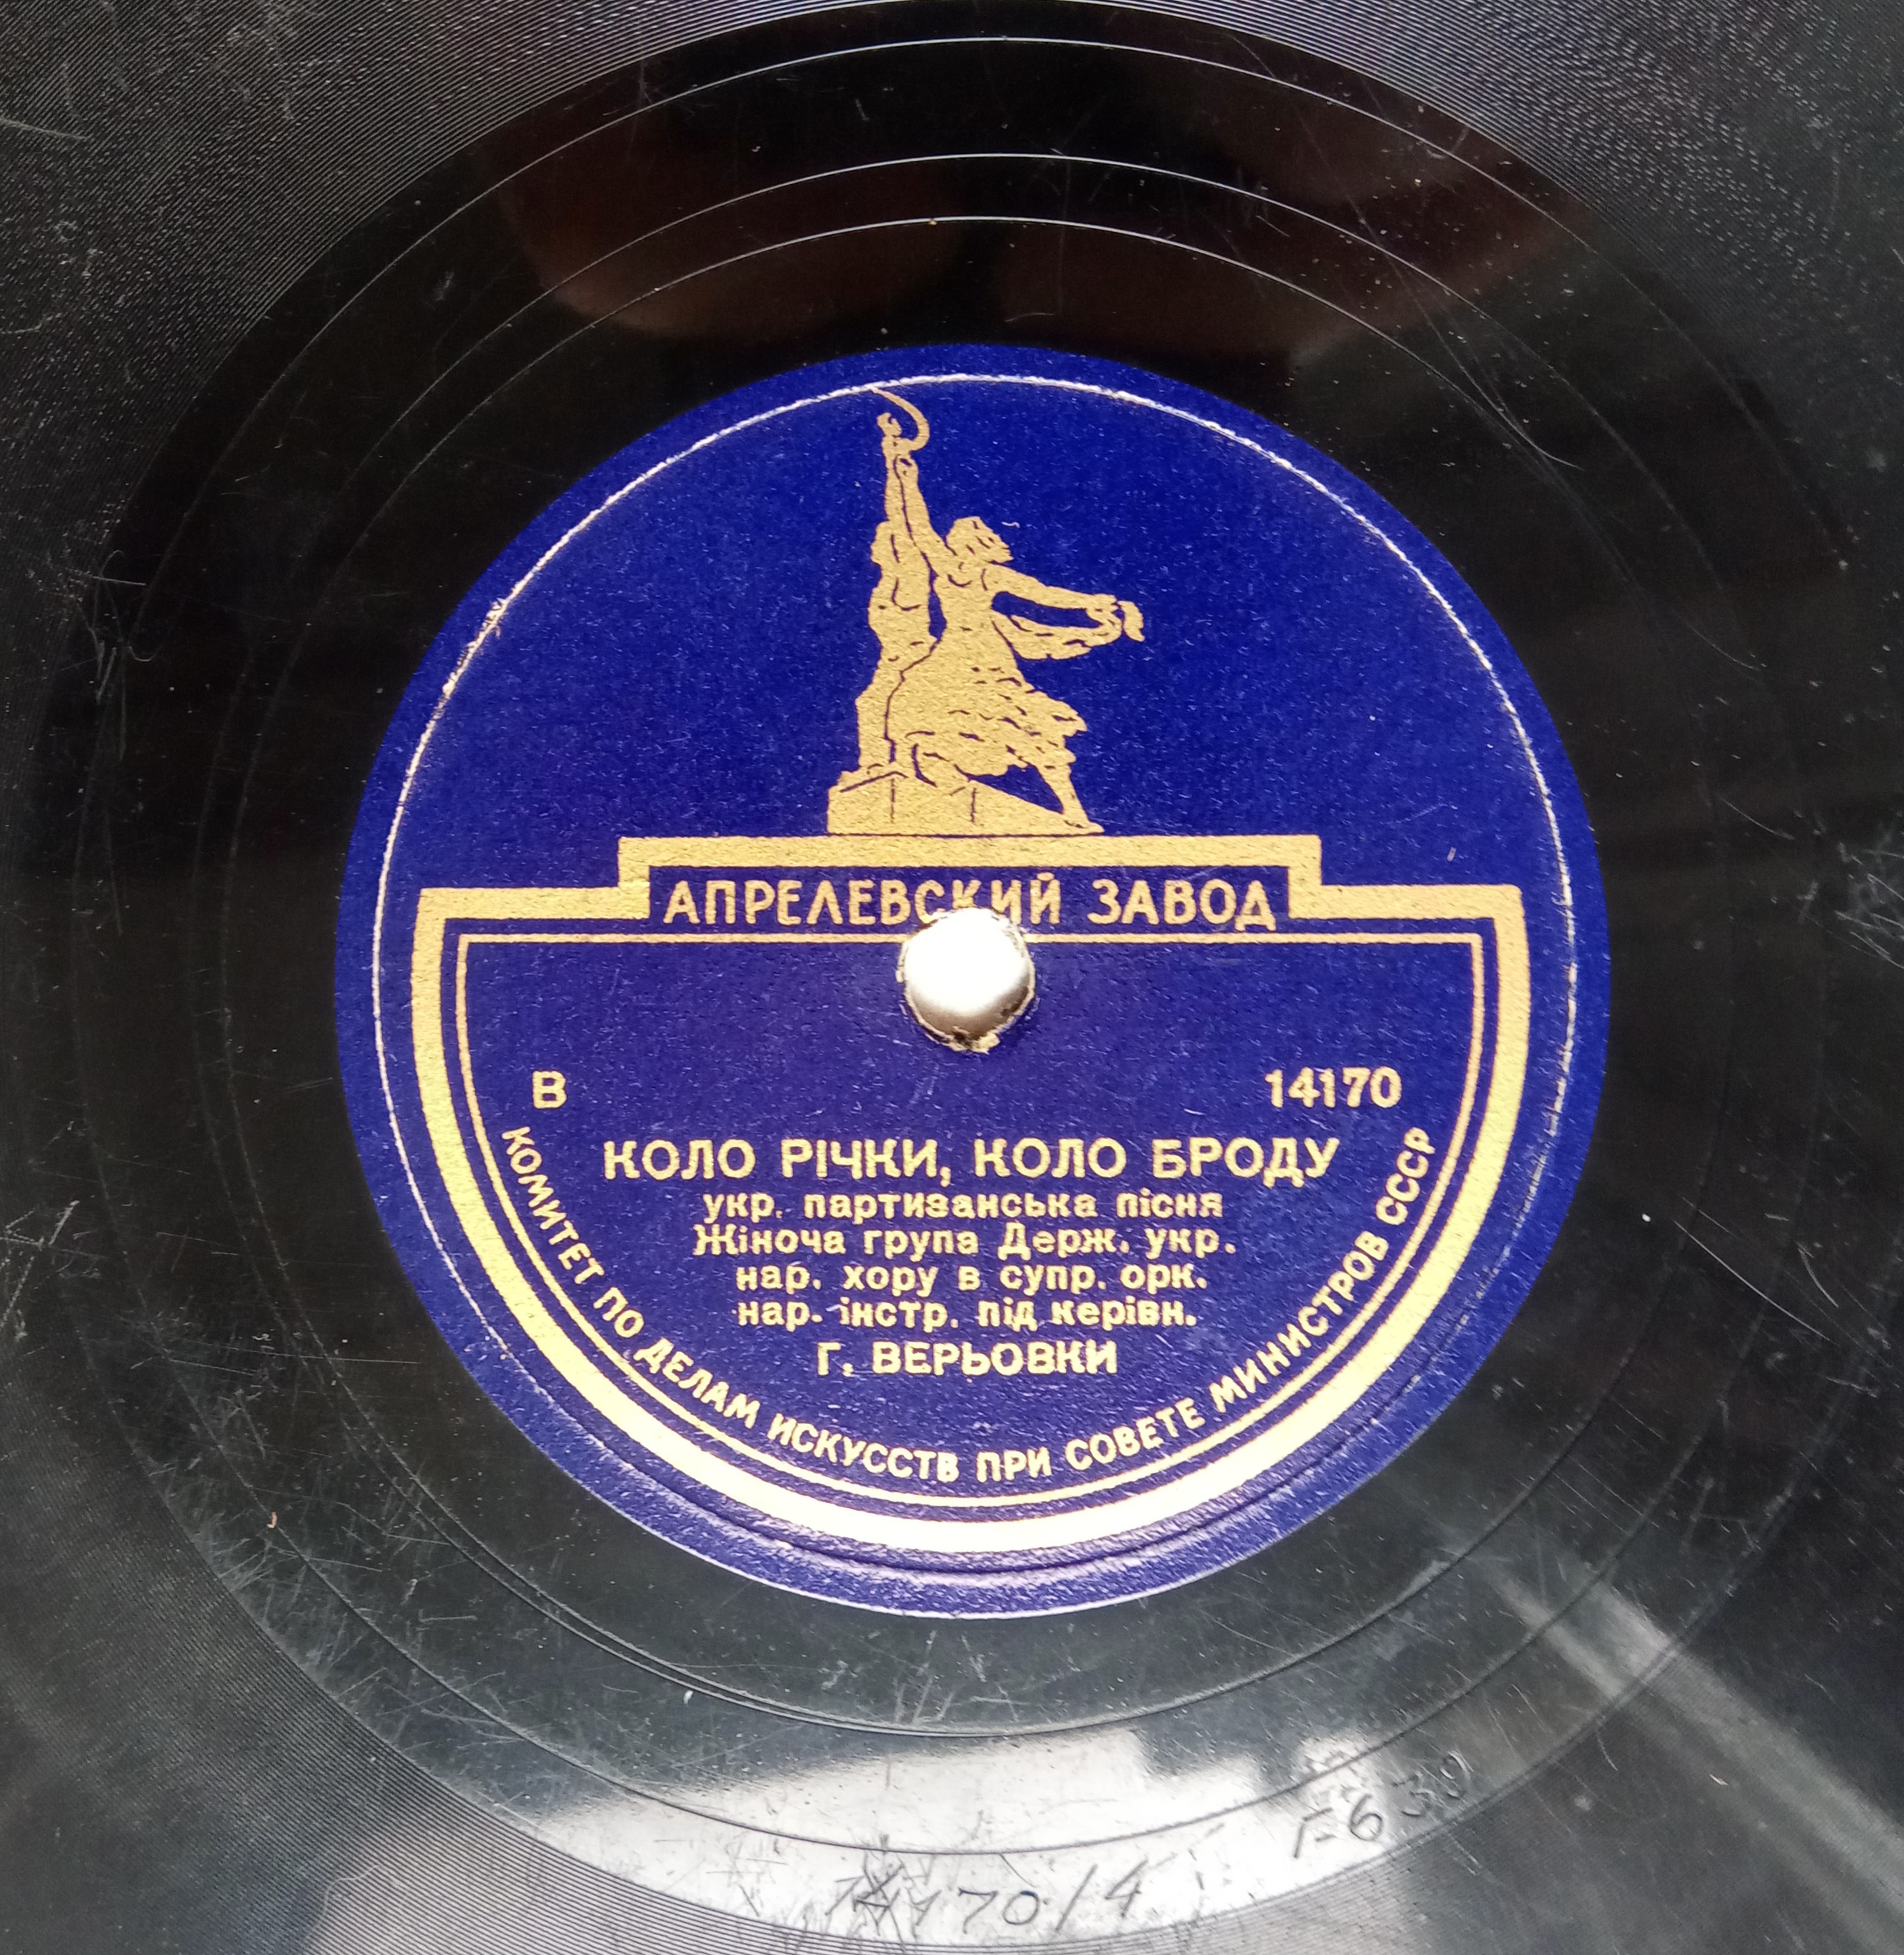 АПРЕЛЕВСКИЙ ЗАВОД
В 14170
КОЛО РІЧКИ, КОЛО БРОДУ
укр. партизанська пісня
Жіноча група Держ. укр.
нар. хору в супр. орк.
нар. інстр. під керівн.
Г. ВЕРЬОВКИ
КОМИТЕТ ПО ДЕЛАМ ИСКУССТВ ПРИ СОВЕТЕ МИНИСТРОВ СССР
14170/4
Г-639